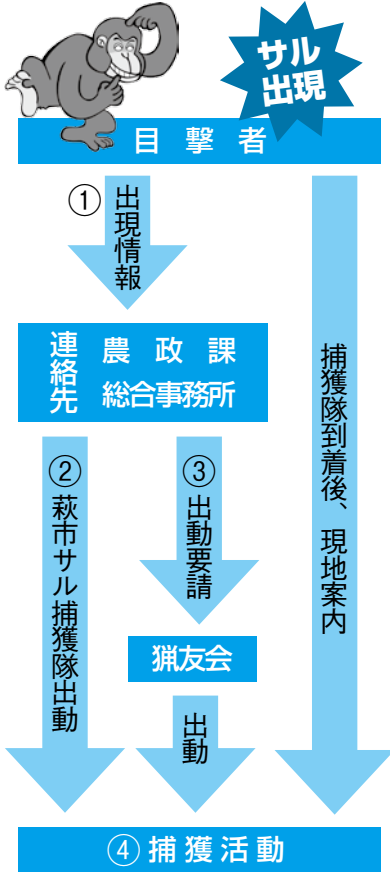 サル
出現
目撃者
① 出現情報
連絡先
農政課
総合事務所
② 萩市サル捕獲隊出動
③ 出動要請
猟友会
出動
捕獲隊到着後、現地案内
④捕獲活動